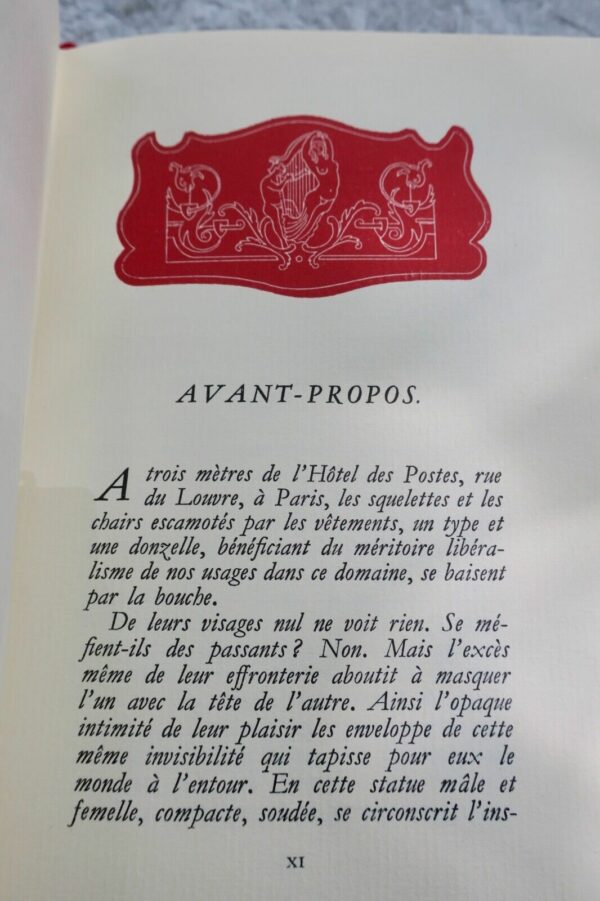 AVANT-PROPOS.
A trois mètres de l'Hôtel des Postes, rue
du Louvre, à Paris, les squelettes et les
chairs escamotés par les vêtements, un type et
une donzelle, bénéficiant du méritoire libéra-
lisme de nos usages dans ce domaine, se baisent
par la bouche.
De leurs visages nul ne voit rien. Se mé-
fient-ils des passants ? Non. Mais l'excès
même de leur effronterie aboutit à masquer
l'un avec la tête de l'autre. Ainsi l'opaque
intimité de leur plaisir les enveloppe de cette
même invisibilité qui tapisse pour eux le
monde à l'entour. En cette statue mâle et
femelle, compacte, soudée, se circonscrit l'ins-
XI